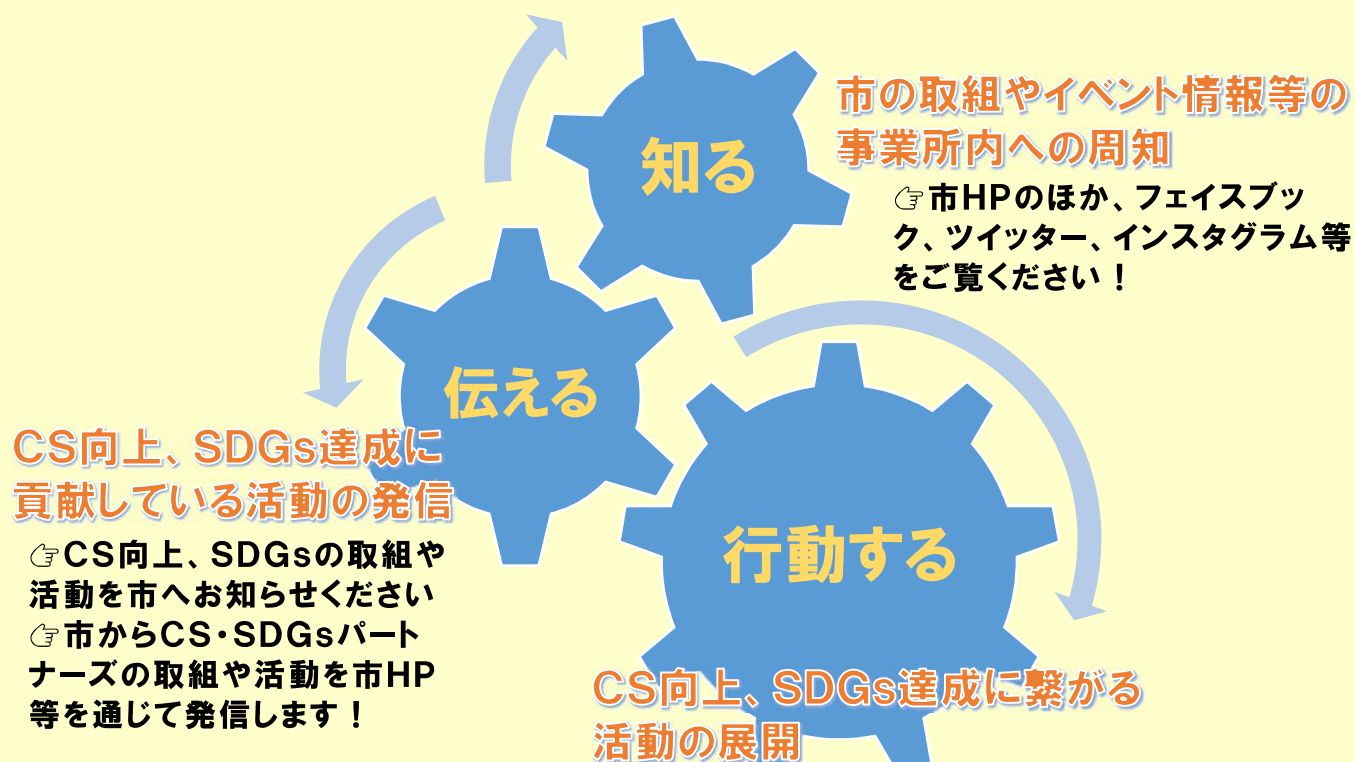 知る
市の取組やイベント情報等の
事業所内への周知
👉市HPのほか、フェイスブッ
ク、ツイッター、インスタグラム等
をご覧ください！
伝える
CS向上、SDGs達成に
貢献している活動の発信
👉CS向上、SDGsの取組や
活動を市へお知らせください
👉市からCS・SDGsパート
ナーズの取組や活動を市HP
等を通じて発信します！
行動する
CS向上、SDGs達成に繋がる
活動の展開